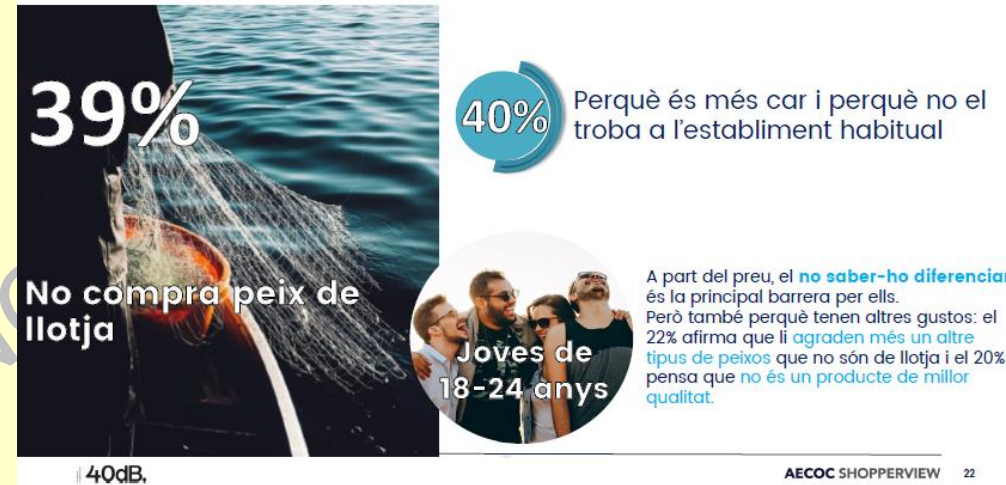 39%
No compra peix de
llotja
40%
Perquè és més car i perquè no el
troba a l'establiment habitual
Joves de
18-24 anys
A part del preu, el no saber-ho diferenciar
és la principal barrera per ells.
Però també perquè tenen altres gustos: el
22% afirma que li agraden més un altre
tipus de peixos que no són de llotja i el 20%
pensa que no és un producte de millor
qualitat.
40dB.
AECOC SHOPPERVIEW 22